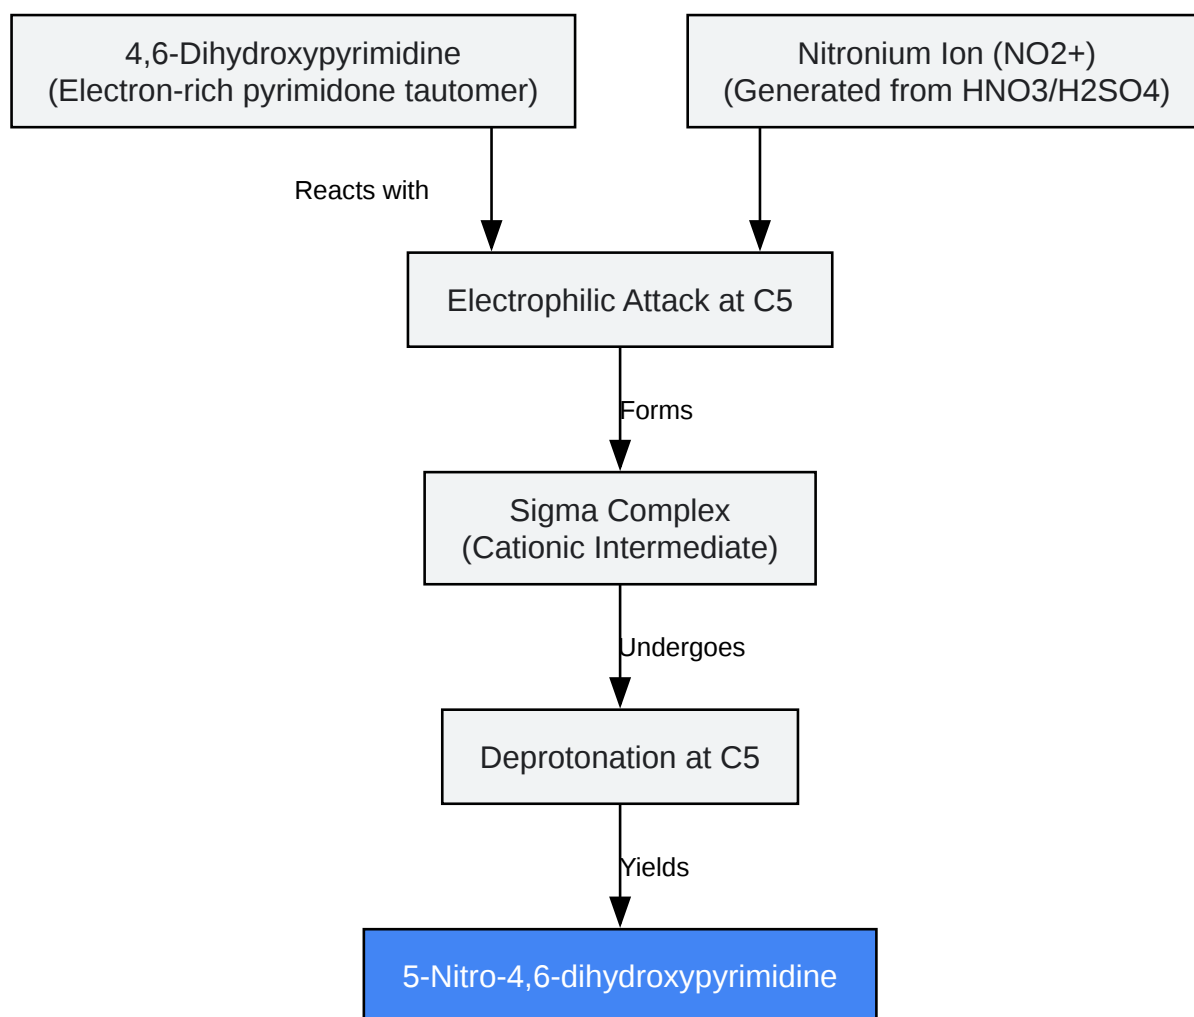 4,6-Dihydroxypyrimidine
(Electron-rich pyrimidone tautomer)
Nitronium Ion (NO2+)
(Generated from HNO3/H2SO4)
Reacts with
Electrophilic Attack at C5
Forms
Sigma Complex
(Cationic Intermediate)
Undergoes
Deprotonation at C5
Yields
5-Nitro-4,6-dihydroxypyrimidine